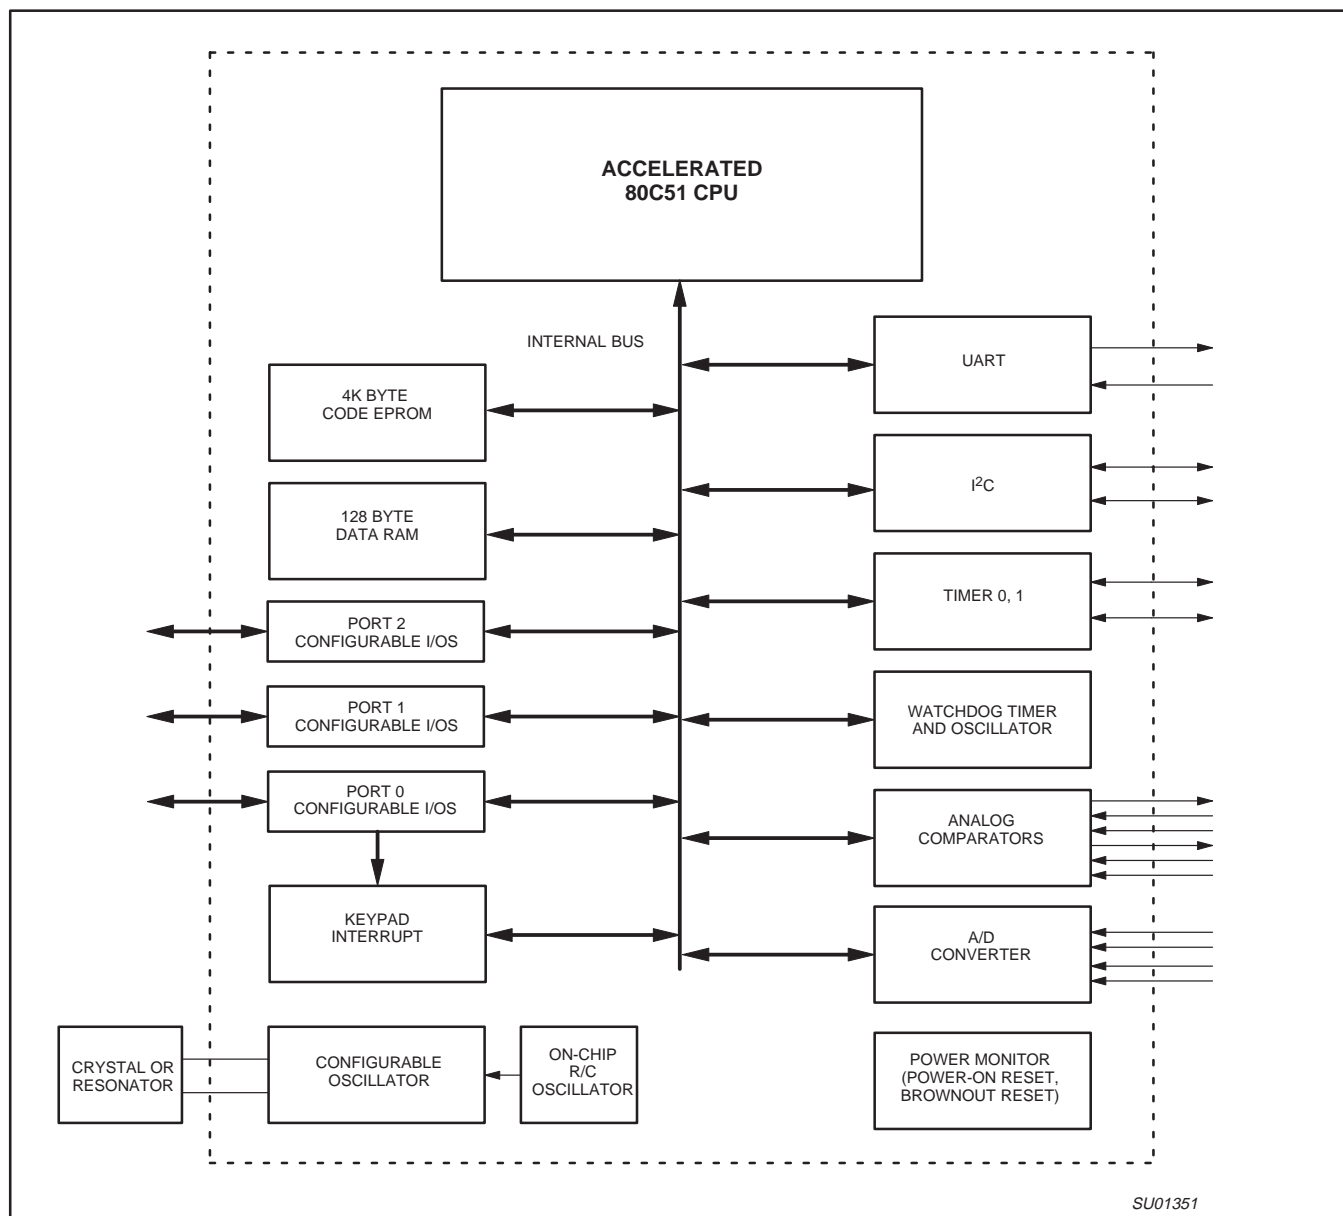 ACCELERATED
80C51 CPU
INTERNAL BUS
UART
4K BYTE
CODE EPROM
I2C
128 BYTE
DATA RAM
TIMER 0, 1
PORT 2
CONFIGURABLE I/OS
PORT 1
CONFIGURABLE I/OS
WATCHDOG TIMER
AND OSCILLATOR
PORT 0
CONFIGURABLE I/OS
ANALOG
COMPARATORS
KEYPAD
INTERRUPT
A/D
CONVERTER
CRYSTAL OR
RESONATOR
CONFIGURABLE
OSCILLATOR
ON-CHIP
R/C
OSCILLATOR
POWER MONITOR
(POWER-ON RESET,
BROWNOUT RESET)
SU01351